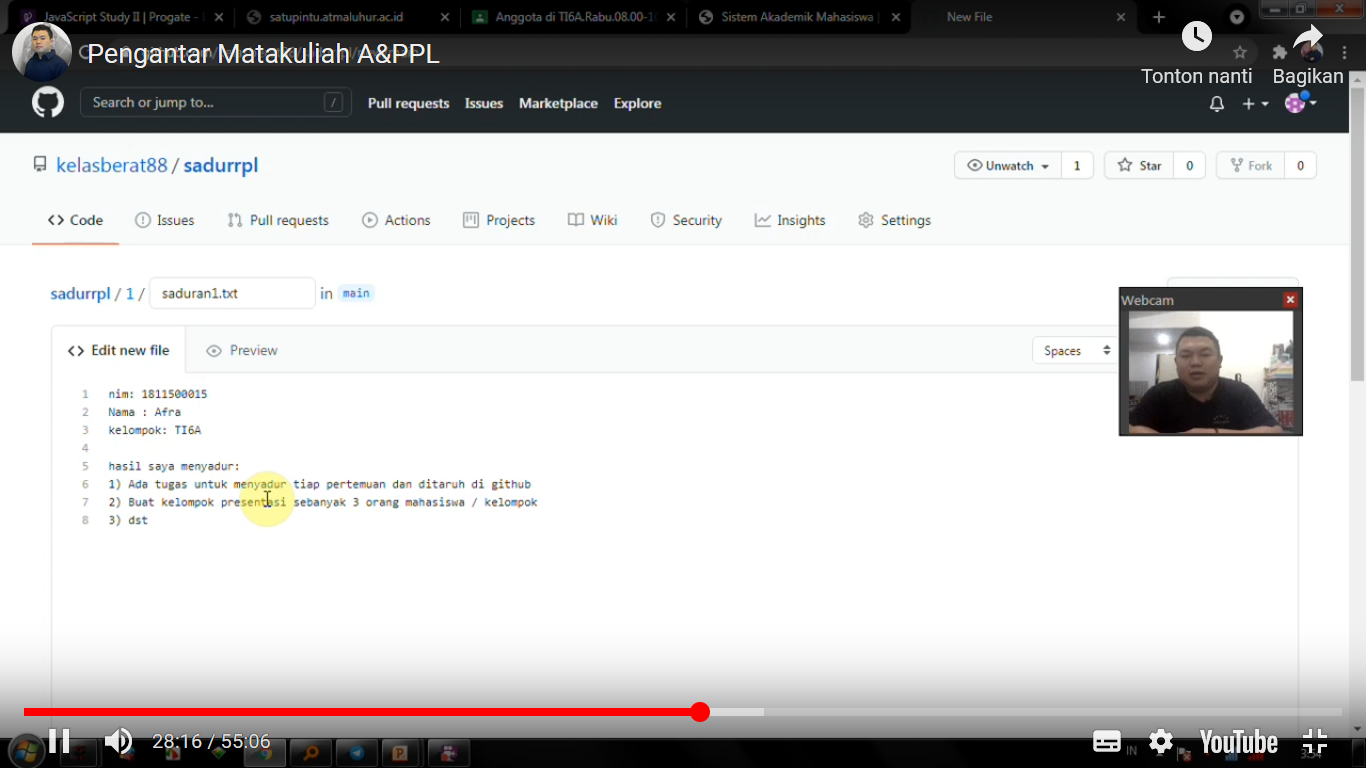 JavaScript Study II | Progate -
satupintu.atmaluhur.ac.id
Anggota di TI6A.Rabu.08.00-1
Sistem Akademik Mahasiswa
New File
Pengantar Matakuliah A&PPL
Tonton nanti
Bagikan
Search or jump to...
/
Pull requests
Issues
Marketplace
Explore
kelasberat88 / sadurrpl
Unwatch
1
Star
0
Fork
0
Code
Issues
Pull requests
Actions
Projects
Wiki
Security
Insights
Settings
sadurrpl / 1 / saduran1.txt in main
Webcam
Edit new file
Preview
Spaces
1 nim: 1811500015
2 Nama : Afra
3 kelompok: TI6A
4
5 hasil saya menyadur:
6 1) Ada tugas untuk menyadur tiap pertemuan dan ditaruh di github
7 2) Buat kelompok presentasi sebanyak 3 orang mahasiswa / kelompok
8 3) dst
28:16 / 55:06
IN
YouTube